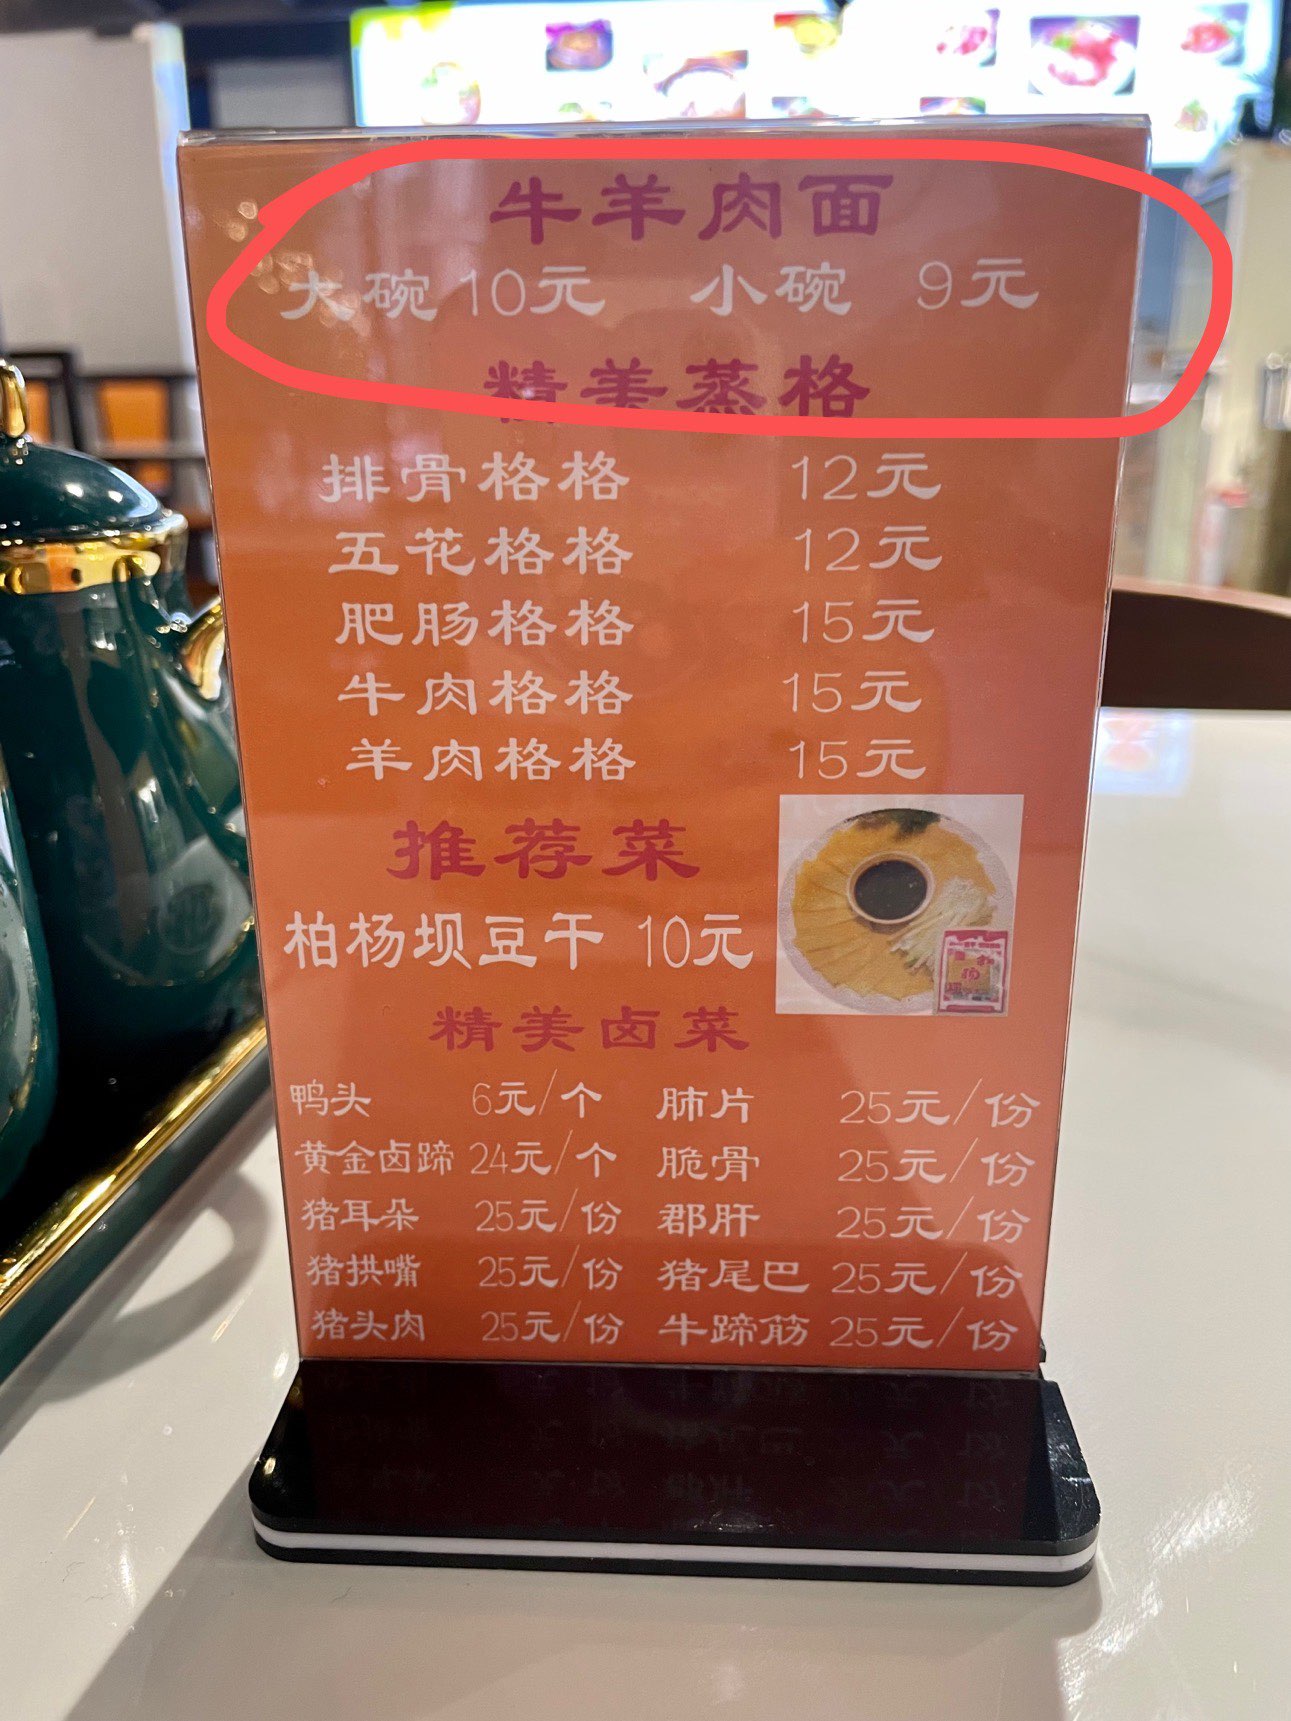 牛羊肉面
大碗 10元 小碗 9元
精美蒸格
排骨格格 12元
五花格格 12元
肥肠格格 15元
牛肉格格 15元
羊肉格格 15元
推荐菜
柏杨坝豆干 10元
精美卤菜
鸭头 6元/个 肺片 25元/份
黄金卤蹄 24元/个 脆骨 25元/份
猪耳朵 25元/份 郡肝 25元/份
猪拱嘴 25元/份 猪尾巴 25元/份
猪头肉 25元/份 牛蹄筋 25元/份